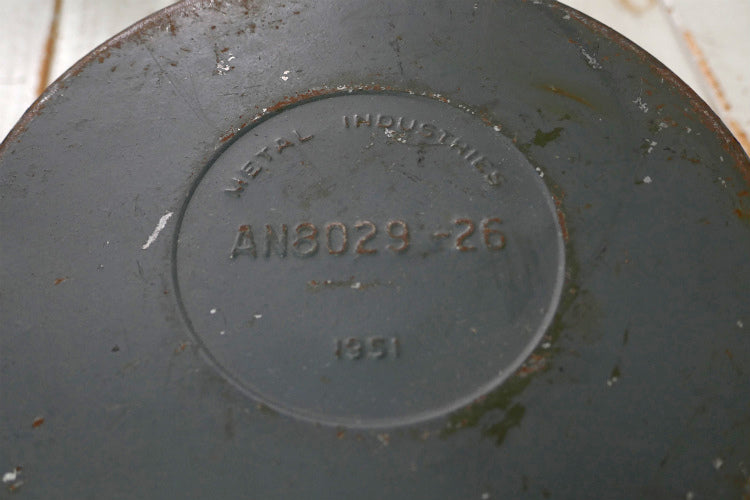 METAL INDUSTRIES
AN8029-26
1951